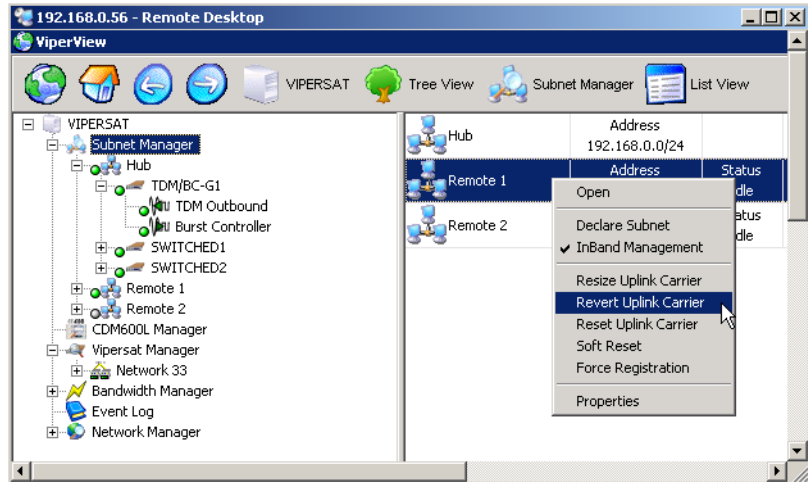 192.168.0.56 - Remote Desktop
ViperView
VIPERSAT Tree View Subnet Manager List View
VIPERSAT
Subnet Manager
Hub
TDM/BC-G1
TDM Outbound
Burst Controller
SWITCHED1
SWITCHED2
Remote 1
Remote 2
CDM600L Manager
Vipersat Manager
Network 33
Bandwidth Manager
Event Log
Network Manager
Hub Address
192.168.0.0/24
Remote 1 Address Status
dle
Remote 2 atus
dle
Open
Declare Subnet
InBand Management
Resize Uplink Carrier
Revert Uplink Carrier
Reset Uplink Carrier
Soft Reset
Force Registration
Properties